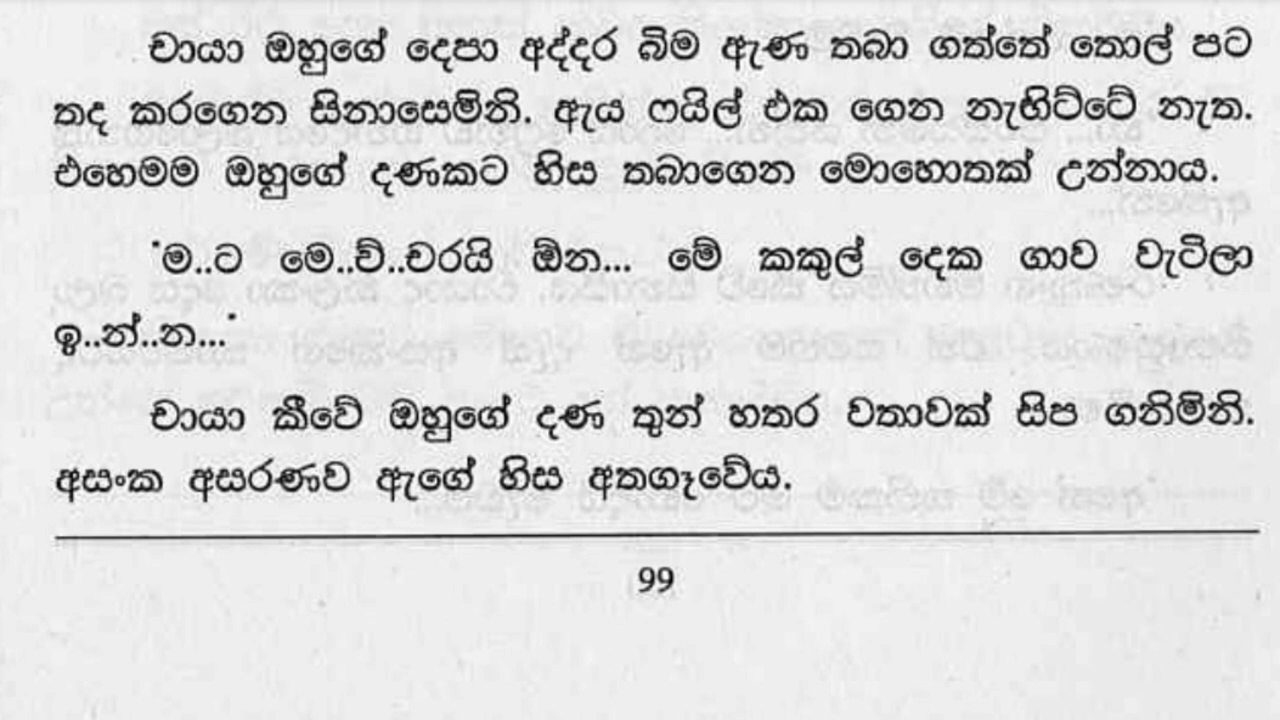 චායා ඔහුගේ දෙපා අද්දර බිම ඇණ තබා ගත්තේ තොල් පට
තද කරගෙන සිනාසෙමිනි. ඇය ෆයිල් එක ගෙන නැඟිට්ටේ නැත.
එහෙමම ඔහුගේ දණකට හිස තබාගෙන මොහොතක් උන්නාය.
'ම..ට මෙ..ච්..චරයි ඕන... මේ කකුල් දෙක ගාව වැටිලා
ඉ..න්..න...'
චායා කීවේ ඔහුගේ දණ තුන් හතර වතාවක් සිප ගනිමිනි.
අසංක අසරණව ඇගේ හිස අතගෑවේය.
99